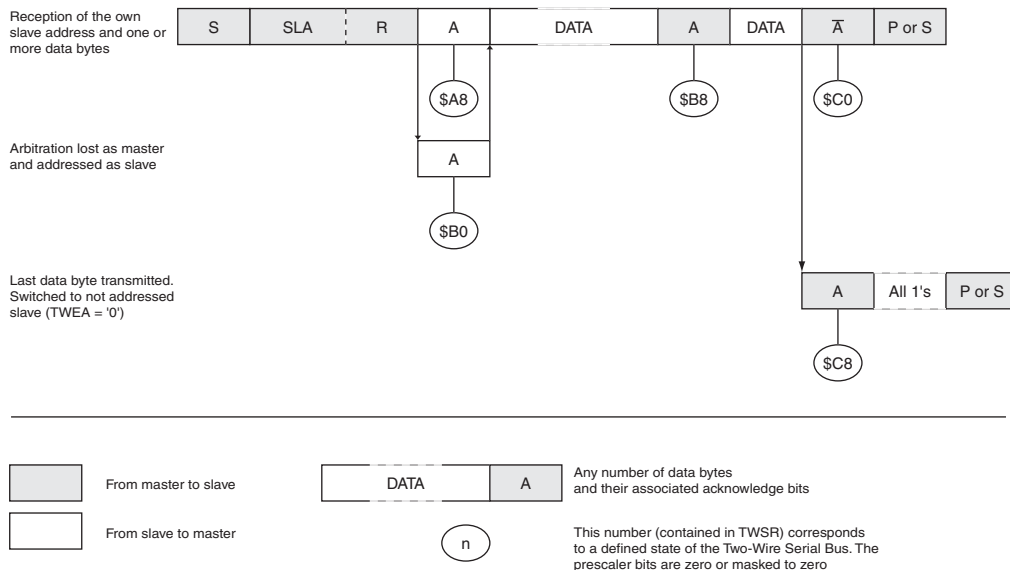 Reception of the own
slave address and one or
more data bytes
S SLA R A DATA A DATA A̅ P or S
$A8 $B8 $C0
Arbitration lost as master
and addressed as slave
A
$B0
Last data byte transmitted.
Switched to not addressed
slave (TWEA = '0')
A All 1's P or S
$C8
From master to slave
From slave to master
DATA A
Any number of data bytes
and their associated acknowledge bits
n
This number (contained in TWSR) corresponds
to a defined state of the Two-Wire Serial Bus. The
prescaler bits are zero or masked to zero